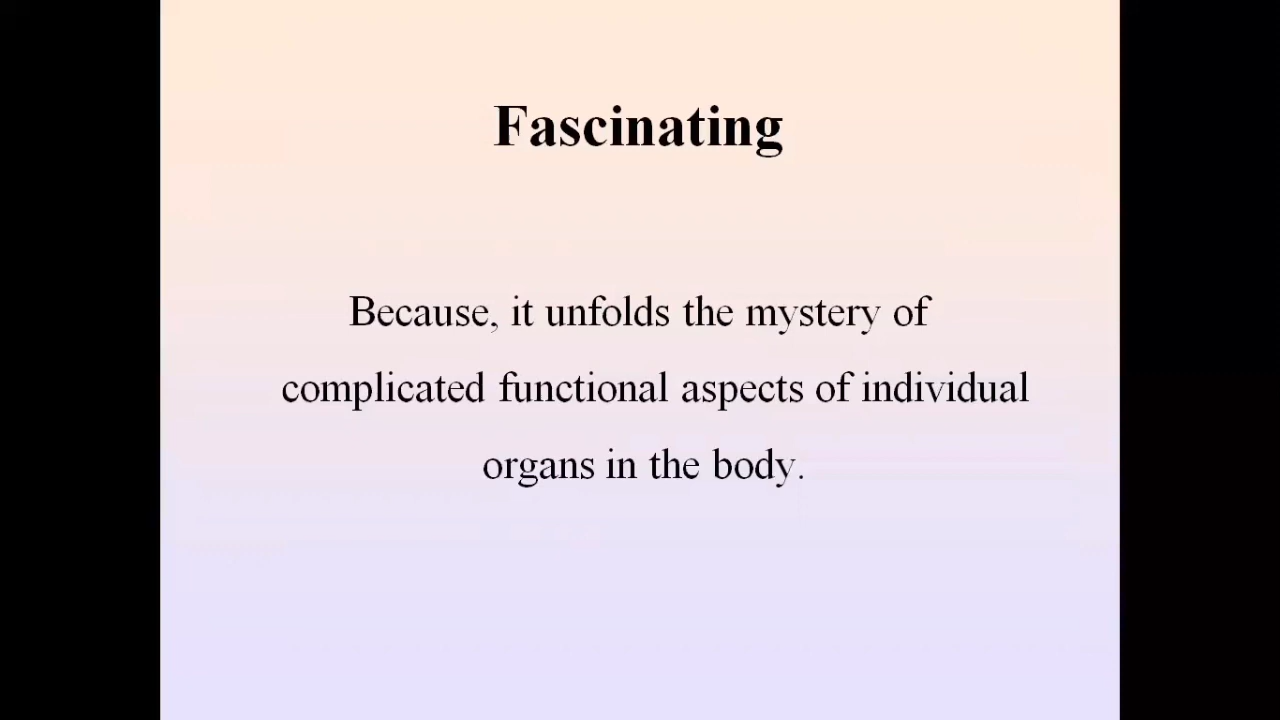 Fascinating
Because, it unfolds the mystery of
complicated functional aspects of individual
organs in the body.